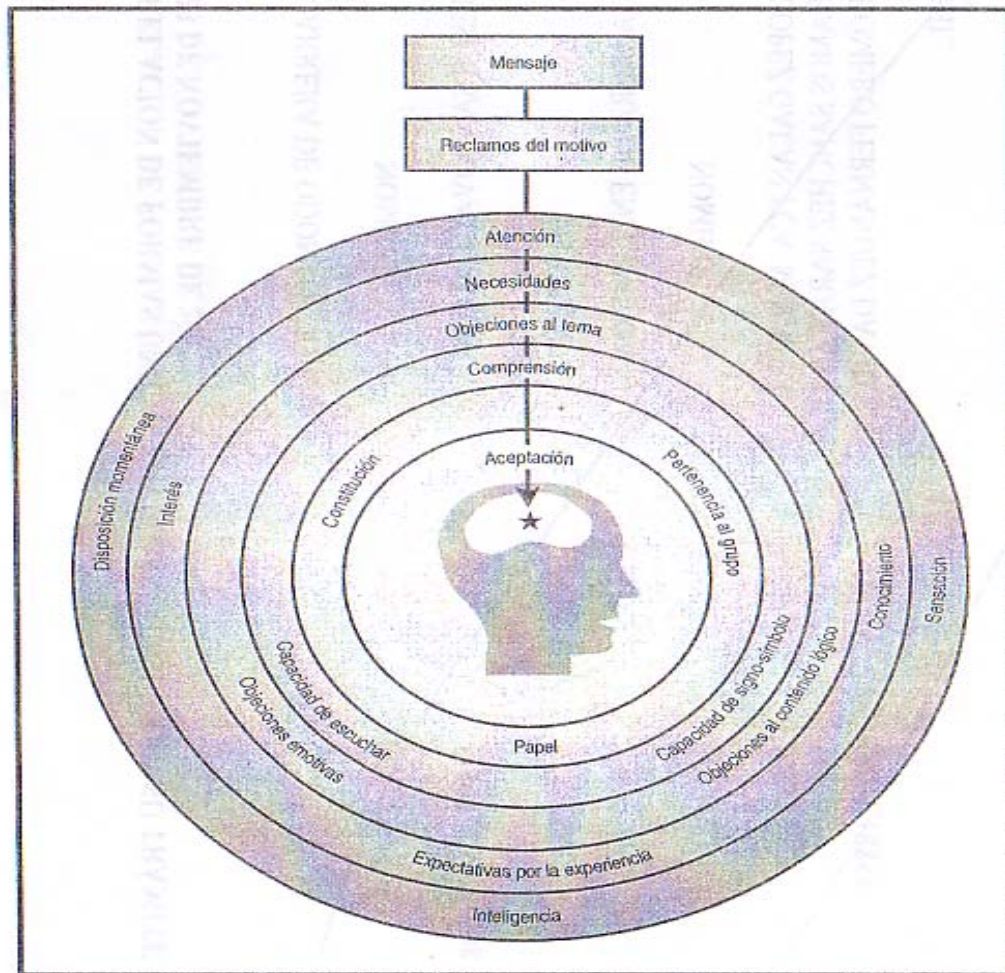 Mensaje
Reclamos del motivo
Atención
Necesidades
Objeciones al tema
Comprensión
Aceptación
Constitución
Pertenencia al grupo
Interés
Disposición momentánea
Conocimiento
Sensación
Capacidad de escuchar
Objeciones emotivas
Papel
Capacidad de signo-símbolo
Objeciones al contenido lógico
Expectativas por la experiencia
Inteligencia